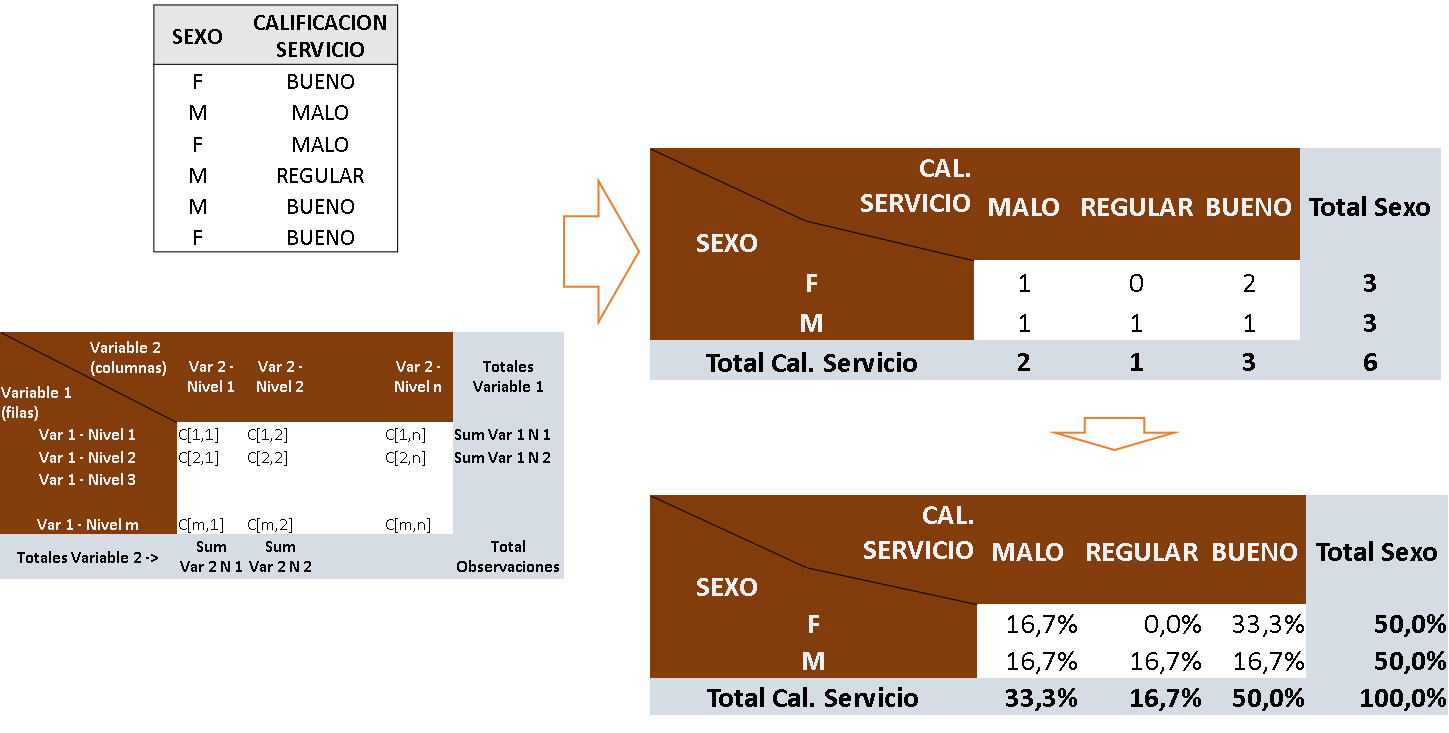 SEXO CALIFICACION SERVICIO
F BUENO
M MALO
F MALO
M REGULAR
M BUENO
F BUENO
Variable 2 (columnas) Var 2 - Nivel 1 Var 2 - Nivel 2 Var 2 - Nivel n Totales Variable 1
Variable 1 (filas)
Var 1 - Nivel 1 C[1,1] C[1,2] C[1,n] Sum Var 1 N 1
Var 1 - Nivel 2 C[2,1] C[2,2] C[2,n] Sum Var 1 N 2
Var 1 - Nivel 3
Var 1 - Nivel m C[m,1] C[m,2] C[m,n]
Totales Variable 2 -> Sum Var 2 N 1 Sum Var 2 N 2 Total Observaciones
CAL. SERVICIO MALO REGULAR BUENO Total Sexo
SEXO
F 1 0 2 3
M 1 1 1 3
Total Cal. Servicio 2 1 3 6
CAL. SERVICIO MALO REGULAR BUENO Total Sexo
SEXO
F 16,7% 0,0% 33,3% 50,0%
M 16,7% 16,7% 16,7% 50,0%
Total Cal. Servicio 33,3% 16,7% 50,0% 100,0%